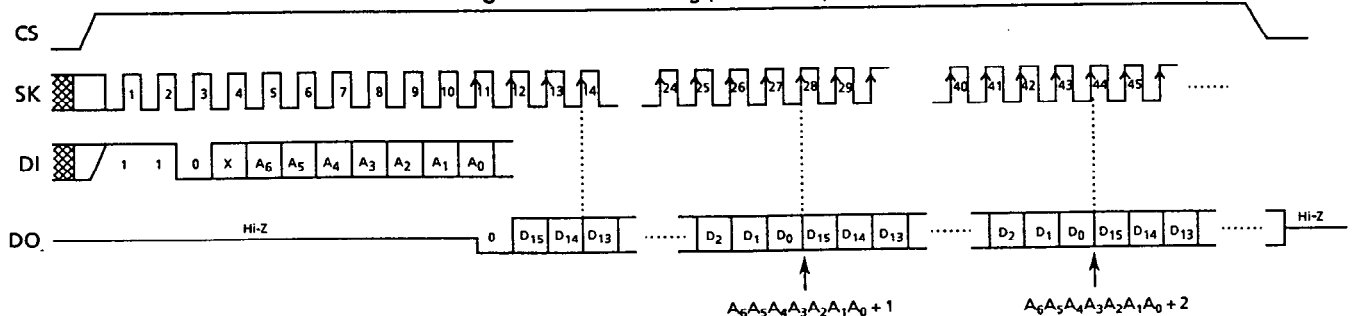 CS
SK 1 2 3 4 5 6 7 8 9 10 11 12 13 14 24 25 26 27 28 29 40 41 42 43 44 45 ........
DI 1 1 0 X A6 A5 A4 A3 A2 A1 A0
DO Hi-Z 0 D15 D14 D13 ........ D2 D1 D0 D15 D14 D13 ........ D2 D1 D0 D15 D14 D13 ........ Hi-Z
A6A5A4A3A2A1A0 + 1 A6A5A4A3A2A1A0 + 2